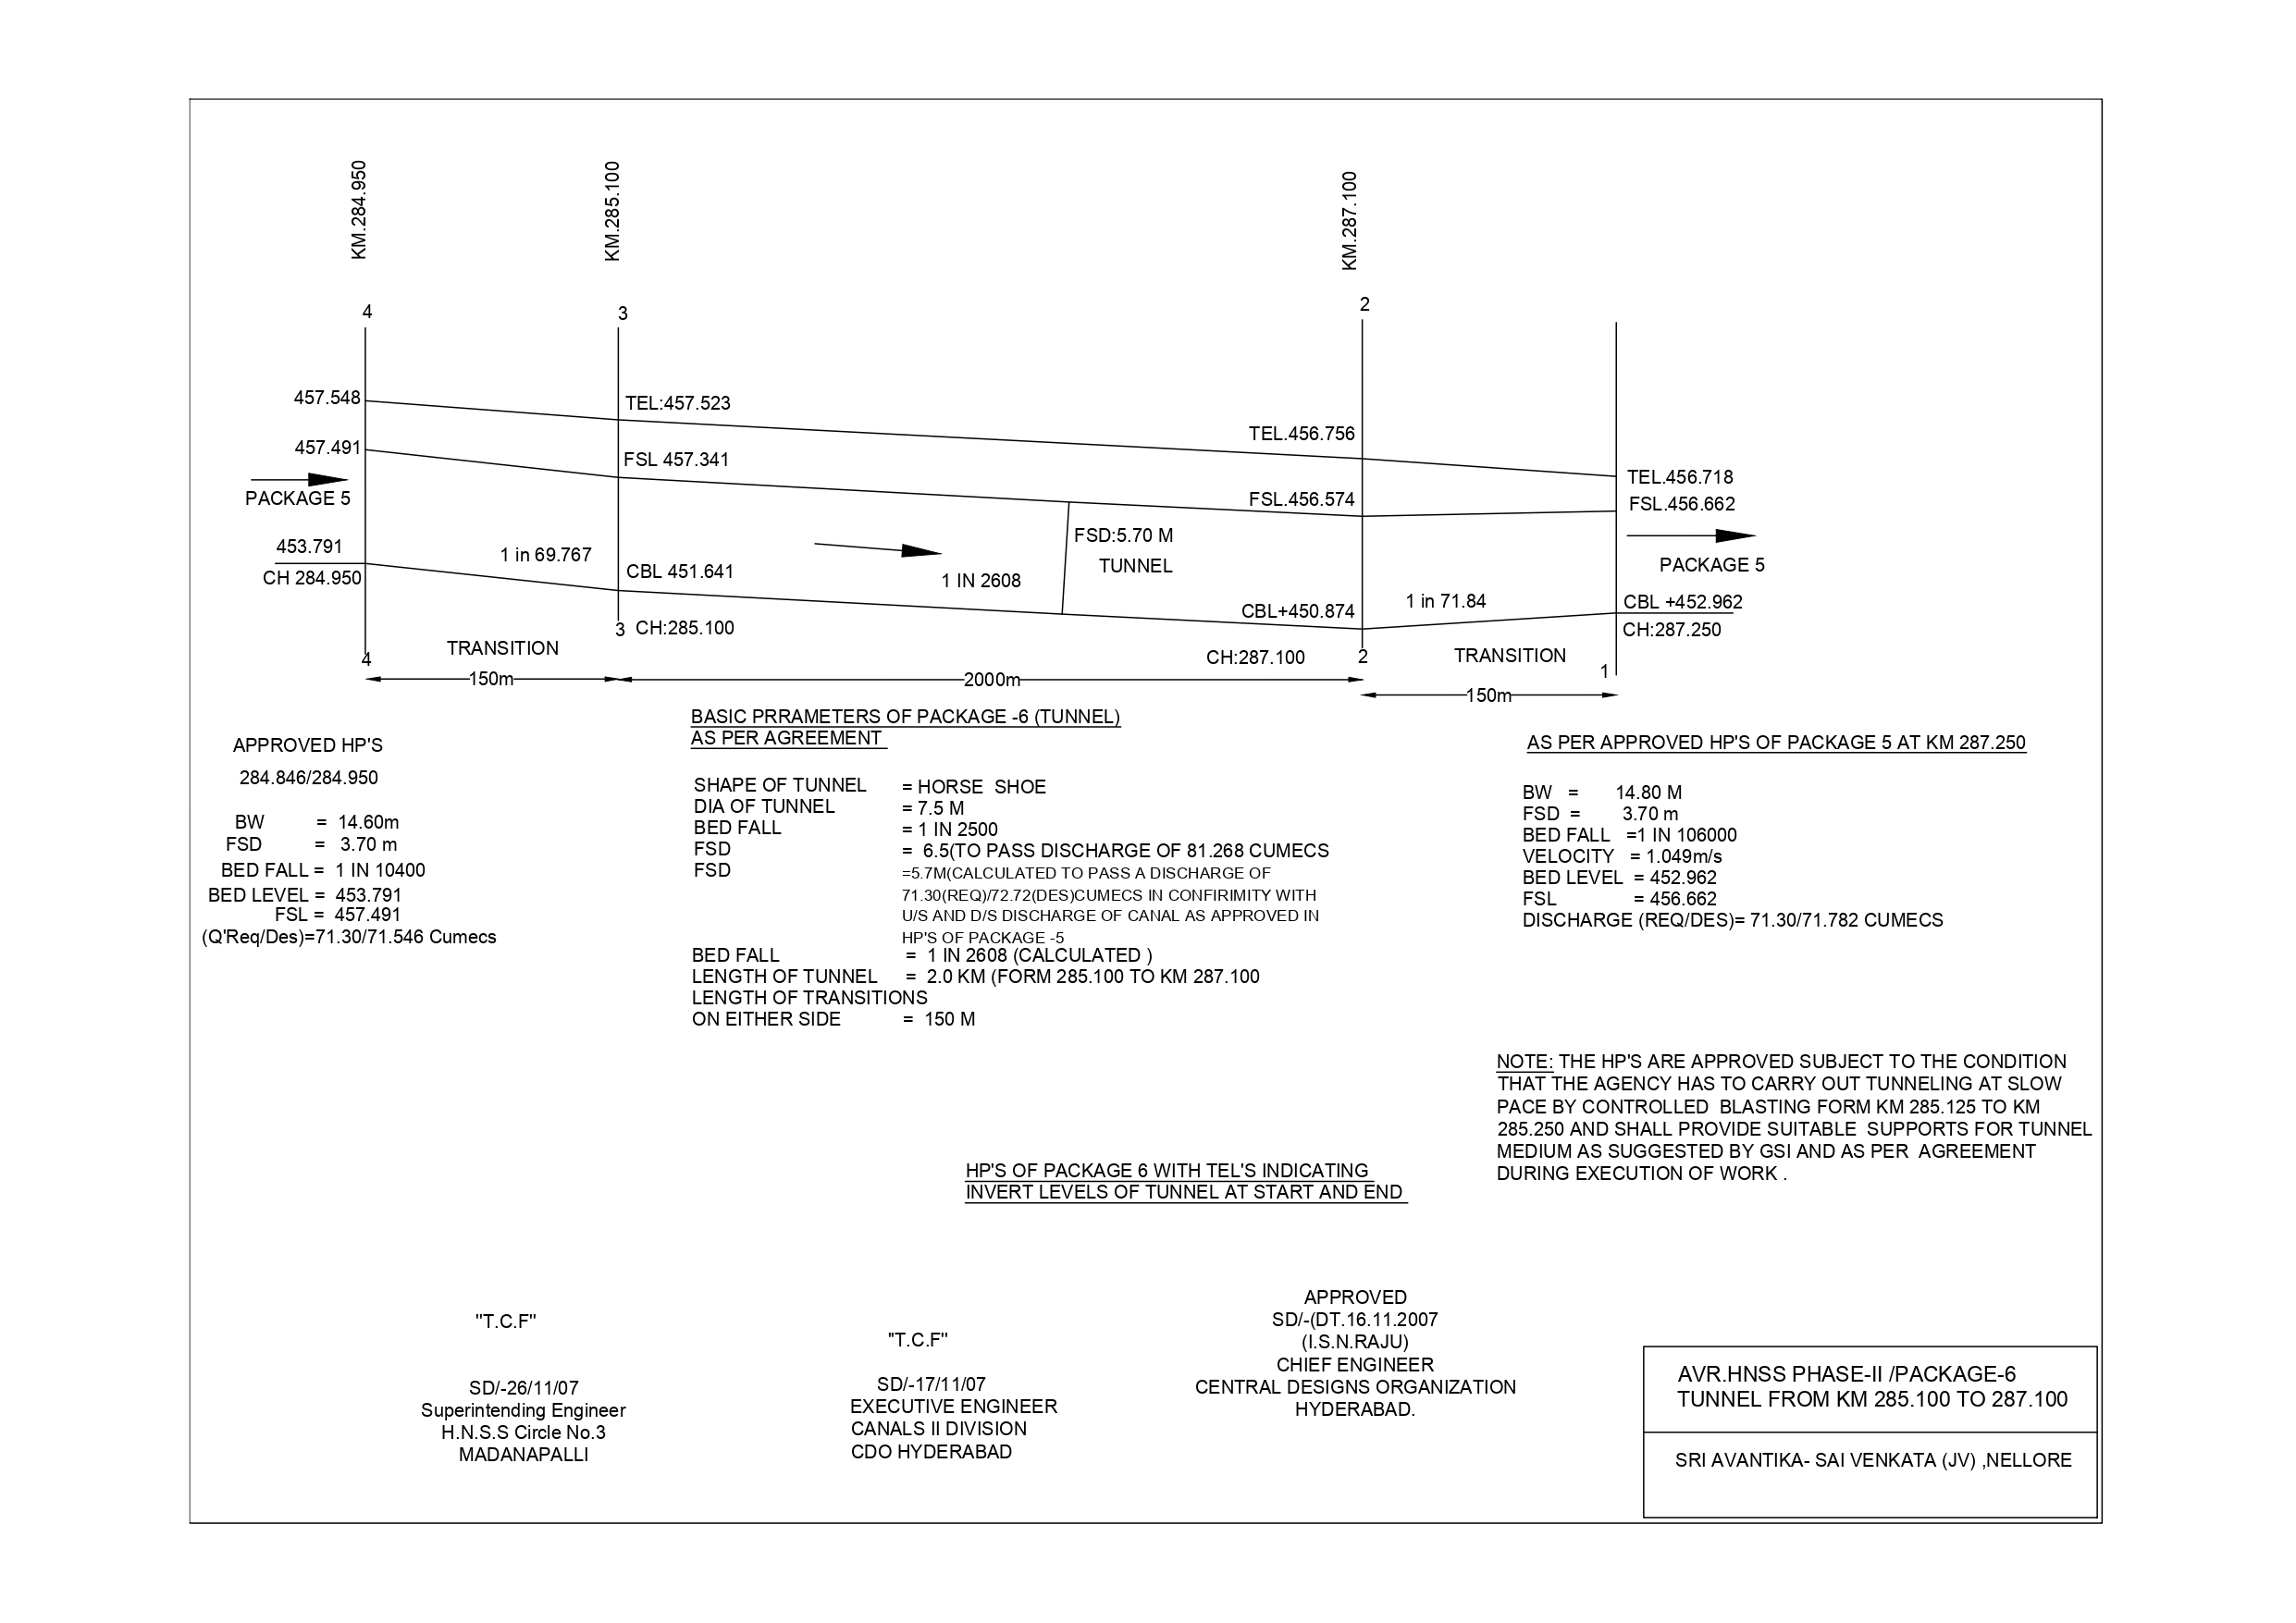 KM.284.950
KM.285.100
KM.287.100
4
3
2
457.548
TEL:457.523
TEL.456.756
457.491
FSL 457.341
TEL.456.718
FSL.456.574
FSL.456.662
PACKAGE 5
FSD:5.70 M
453.791
1 in 69.767
TUNNEL
PACKAGE 5
CH 284.950
CBL 451.641
1 IN 2608
CBL+450.874
1 in 71.84
CBL +452.962
3 CH:285.100
CH:287.250
TRANSITION
4
CH:287.100
2
TRANSITION
1
150m
2000m
150m
APPROVED HP'S
284.846/284.950
BW = 14.60m
FSD = 3.70 m
BED FALL = 1 IN 10400
BED LEVEL = 453.791
FSL = 457.491
(Q'Req/Des)=71.30/71.546 Cumecs
BASIC PRRAMETERS OF PACKAGE -6 (TUNNEL)
AS PER AGREEMENT
SHAPE OF TUNNEL = HORSE SHOE
DIA OF TUNNEL = 7.5 M
BED FALL = 1 IN 2500
FSD = 6.5(TO PASS DISCHARGE OF 81.268 CUMECS
FSD =5.7M(CALCULATED TO PASS A DISCHARGE OF
71.30(REQ)/72.72(DES)CUMECS IN CONFIRIMITY WITH
U/S AND D/S DISCHARGE OF CANAL AS APPROVED IN
HP'S OF PACKAGE -5
BED FALL = 1 IN 2608 (CALCULATED )
LENGTH OF TUNNEL = 2.0 KM (FORM 285.100 TO KM 287.100
LENGTH OF TRANSITIONS
ON EITHER SIDE = 150 M
AS PER APPROVED HP'S OF PACKAGE 5 AT KM 287.250
BW = 14.80 M
FSD = 3.70 m
BED FALL =1 IN 106000
VELOCITY = 1.049m/s
BED LEVEL = 452.962
FSL = 456.662
DISCHARGE (REQ/DES)= 71.30/71.782 CUMECS
NOTE: THE HP'S ARE APPROVED SUBJECT TO THE CONDITION
THAT THE AGENCY HAS TO CARRY OUT TUNNELING AT SLOW
PACE BY CONTROLLED BLASTING FORM KM 285.125 TO KM
285.250 AND SHALL PROVIDE SUITABLE SUPPORTS FOR TUNNEL
MEDIUM AS SUGGESTED BY GSI AND AS PER AGREEMENT
DURING EXECUTION OF WORK .
HP'S OF PACKAGE 6 WITH TEL'S INDICATING
INVERT LEVELS OF TUNNEL AT START AND END
"T.C.F"
SD/-26/11/07
Superintending Engineer
H.N.S.S Circle No.3
MADANAPALLI
"T.C.F"
SD/-17/11/07
EXECUTIVE ENGINEER
CANALS II DIVISION
CDO HYDERABAD
APPROVED
SD/-(DT.16.11.2007
(I.S.N.RAJU)
CHIEF ENGINEER
CENTRAL DESIGNS ORGANIZATION
HYDERABAD.
AVR.HNSS PHASE-II /PACKAGE-6
TUNNEL FROM KM 285.100 TO 287.100
SRI AVANTIKA- SAI VENKATA (JV) ,NELLORE